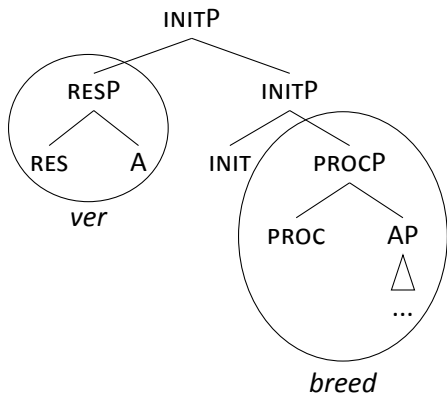 INITP
RESP INITP
RES A INIT PROCP
ver
PROC AP
...
breed